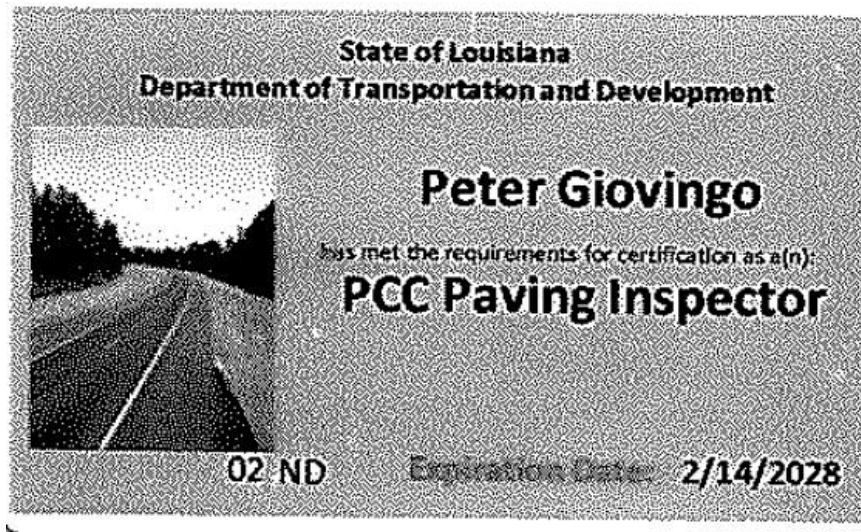 State of Louisiana
Department of Transportation and Development
Peter Giovingo
has met the requirements for certification as a(n):
PCC Paving Inspector
02 ND Expiration Date: 2/14/2028